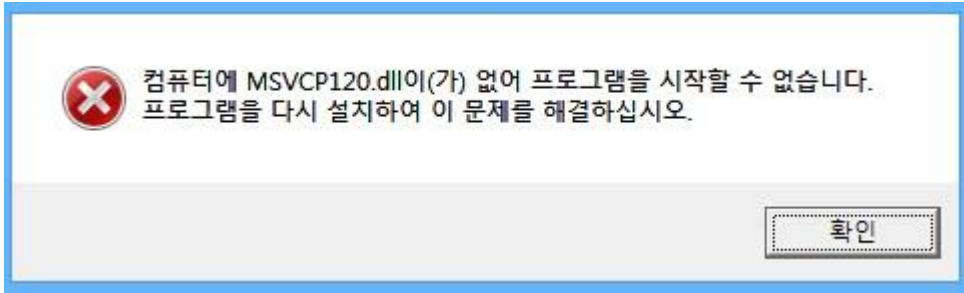 컴퓨터에 MSVCP120.dll이(가) 없어 프로그램을 시작할 수 없습니다.
프로그램을 다시 설치하여 이 문제를 해결하십시오.
확인